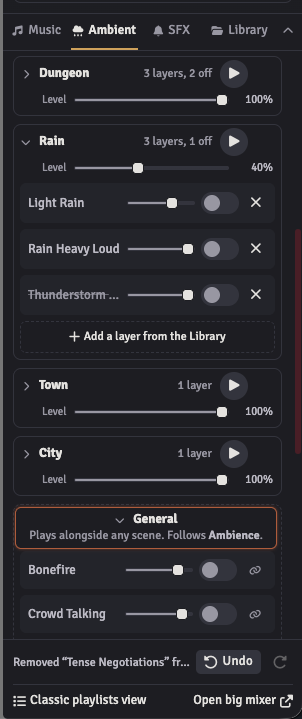 Music Ambient SFX Library
Dungeon 3 layers, 2 off
Level 100%
Rain 3 layers, 1 off
Level 40%
Light Rain
Rain Heavy Loud
Thunderstorm ...
+ Add a layer from the Library
Town 1 layer
Level 100%
City 1 layer
Level 100%
General
Plays alongside any scene. Follows Ambience.
Bonefire
Crowd Talking
Removed “Tense Negotiations” fr... Undo
Classic playlists view Open big mixer